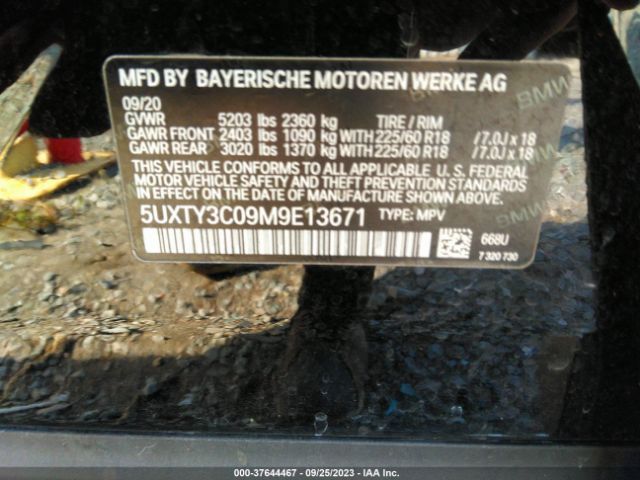 MFD BY BAYERISCHE MOTOREN WERKE AG
09/20
GVWR 5203 lbs 2360 kg TIRE / RIM
GAWR FRONT 2403 lbs 1090 kg WITH 225/60 R18 / 7.0J x 18
GAWR REAR 3020 lbs 1370 kg WITH 225/60 R18 / 7.0J x 18
THIS VEHICLE CONFORMS TO ALL APPLICABLE U. S. FEDERAL
MOTOR VEHICLE SAFETY AND THEFT PREVENTION STANDARDS
IN EFFECT ON THE DATE OF MANUFACTURE SHOWN ABOVE.
5UXTY3C09M9E13671 TYPE: MPV
668U
7 320 730
BMW
BMW
000-37644467 - 09/25/2023 - IAA Inc.